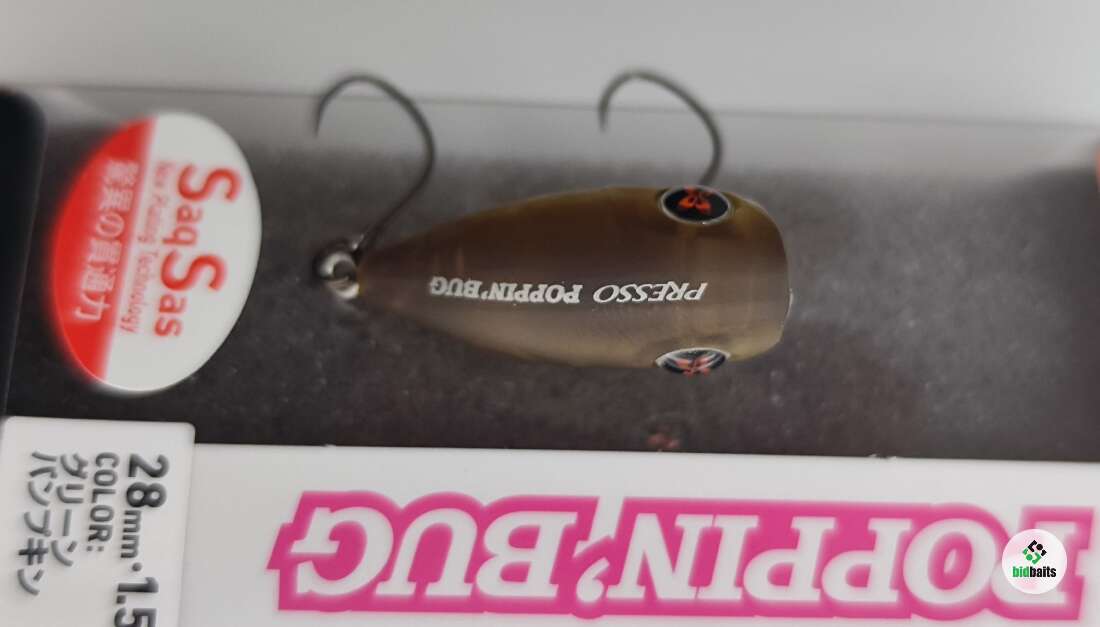 SaqSas
New Plating Technology
驚異の貫通力
PRESSO POPPIN' BUG
28mm・1.5
COLOR:
グリーン
パンプキン
POPPIN', BUG
bidbaits